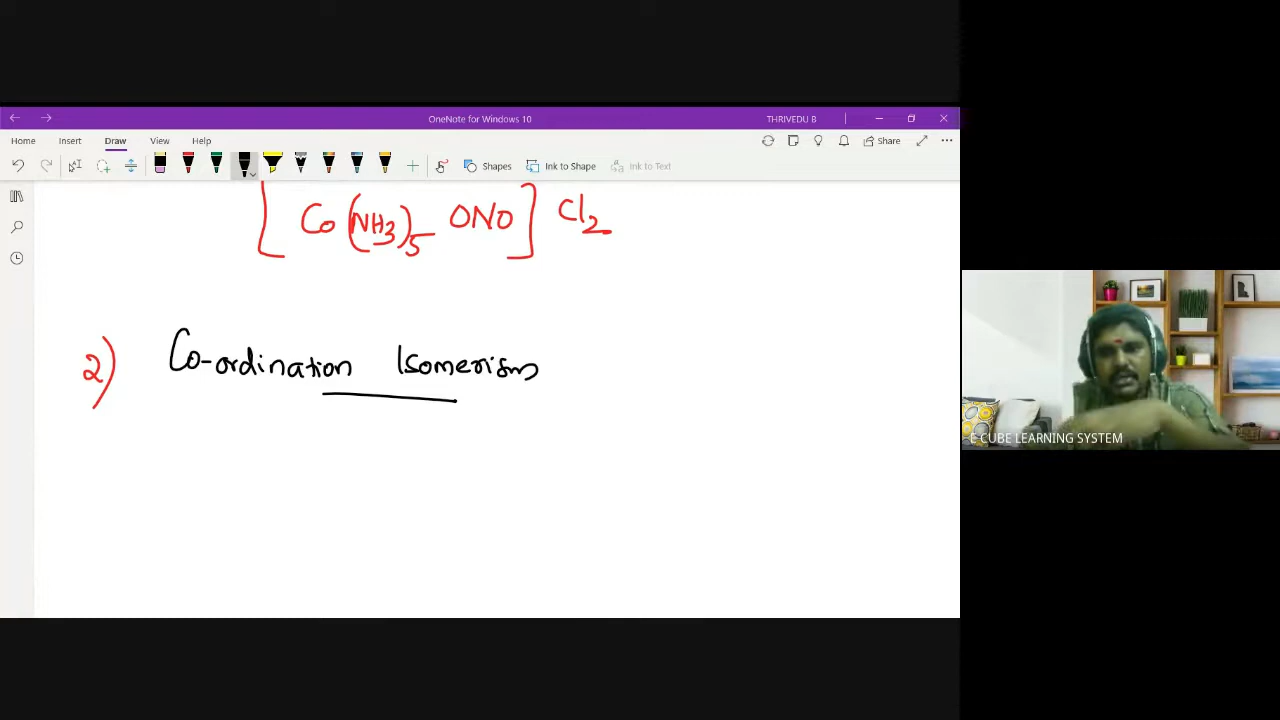 OneNote for Windows 10
THRIVEDU B
Home Insert Draw View Help
Share
Shapes Ink to Shape Ink to Text
[Co(NH3)5 ONO] Cl2
2) Co-ordination Isomerism
E CUBE LEARNING SYSTEM